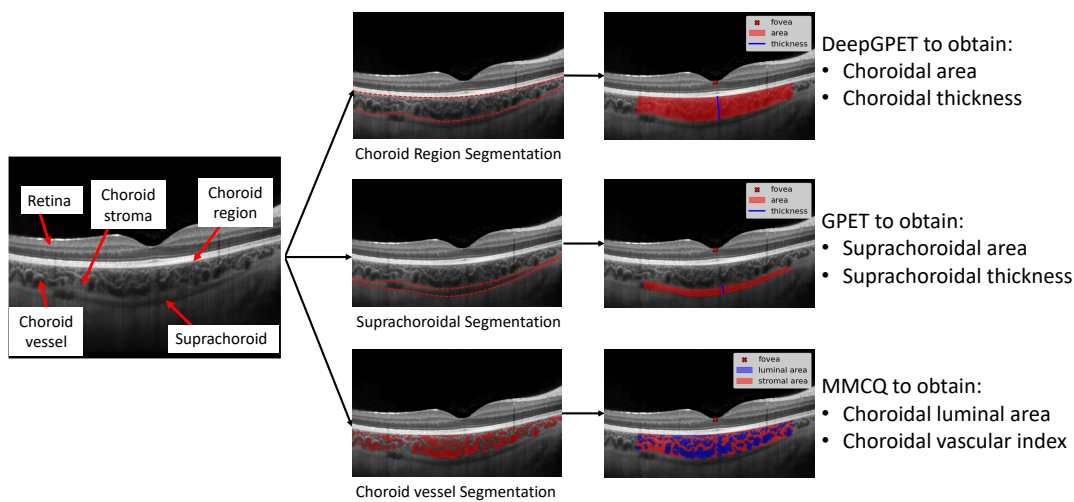 Retina
Choroid
stroma
Choroid
region
Choroid
vessel
Suprachoroid
Choroid Region Segmentation
fovea
area
thickness
DeepGPET to obtain:
• Choroidal area
• Choroidal thickness
Suprachoroidal Segmentation
fovea
area
thickness
GPET to obtain:
• Suprachoroidal area
• Suprachoroidal thickness
Choroid vessel Segmentation
fovea
luminal area
stromal area
MMCQ to obtain:
• Choroidal luminal area
• Choroidal vascular index